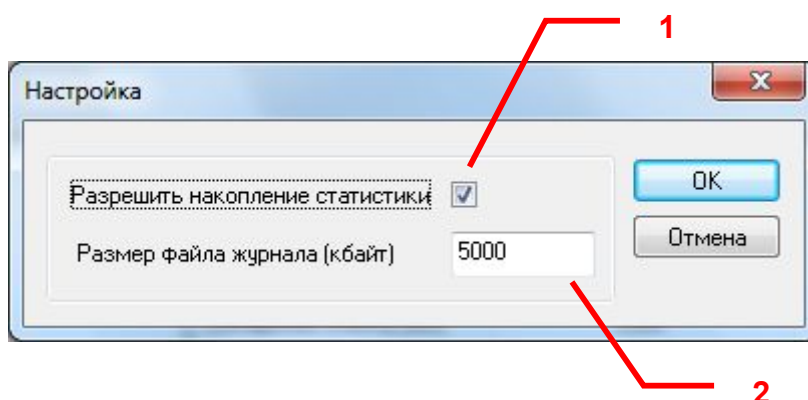 1
Настройка
Разрешить накопление статистики
OK
Размер файла журнала (кбайт)
5000
Отмена
2